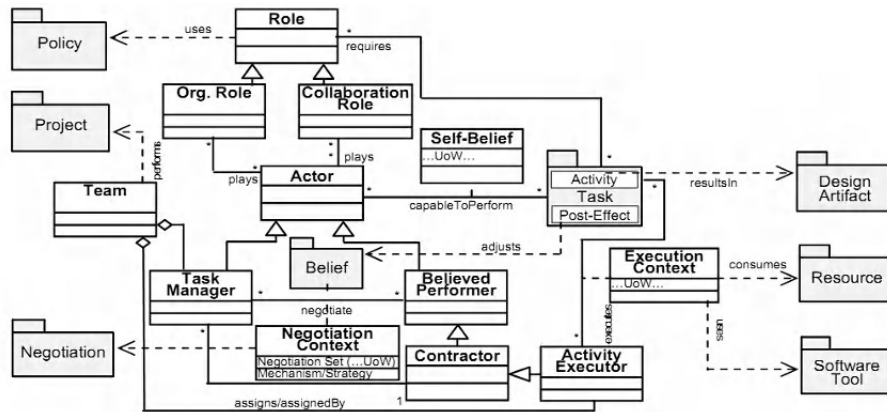 Role
uses
Policy
*
requires
Org. Role
Collaboration
Role
Project
*
*
*
performs
plays
*
*
plays
Self-Belief
...UoW...
*
*
Activity
Task
Post-Effect
resultsIn
Design
Artifact
Team
Actor
*
*
capableToPerform
adjusts
Belief
Task
Manager
Believed
Performer
*
*
negotiate
Execution
Context
...UoW...
consumes
Resource
uses
Negotiation
Negotiation
Context
Negotiation Set (...UoW)
Mechanism/Strategy
*
Contractor
*
Activity
Executor
Software
Tool
assigns/assignedBy
1
*